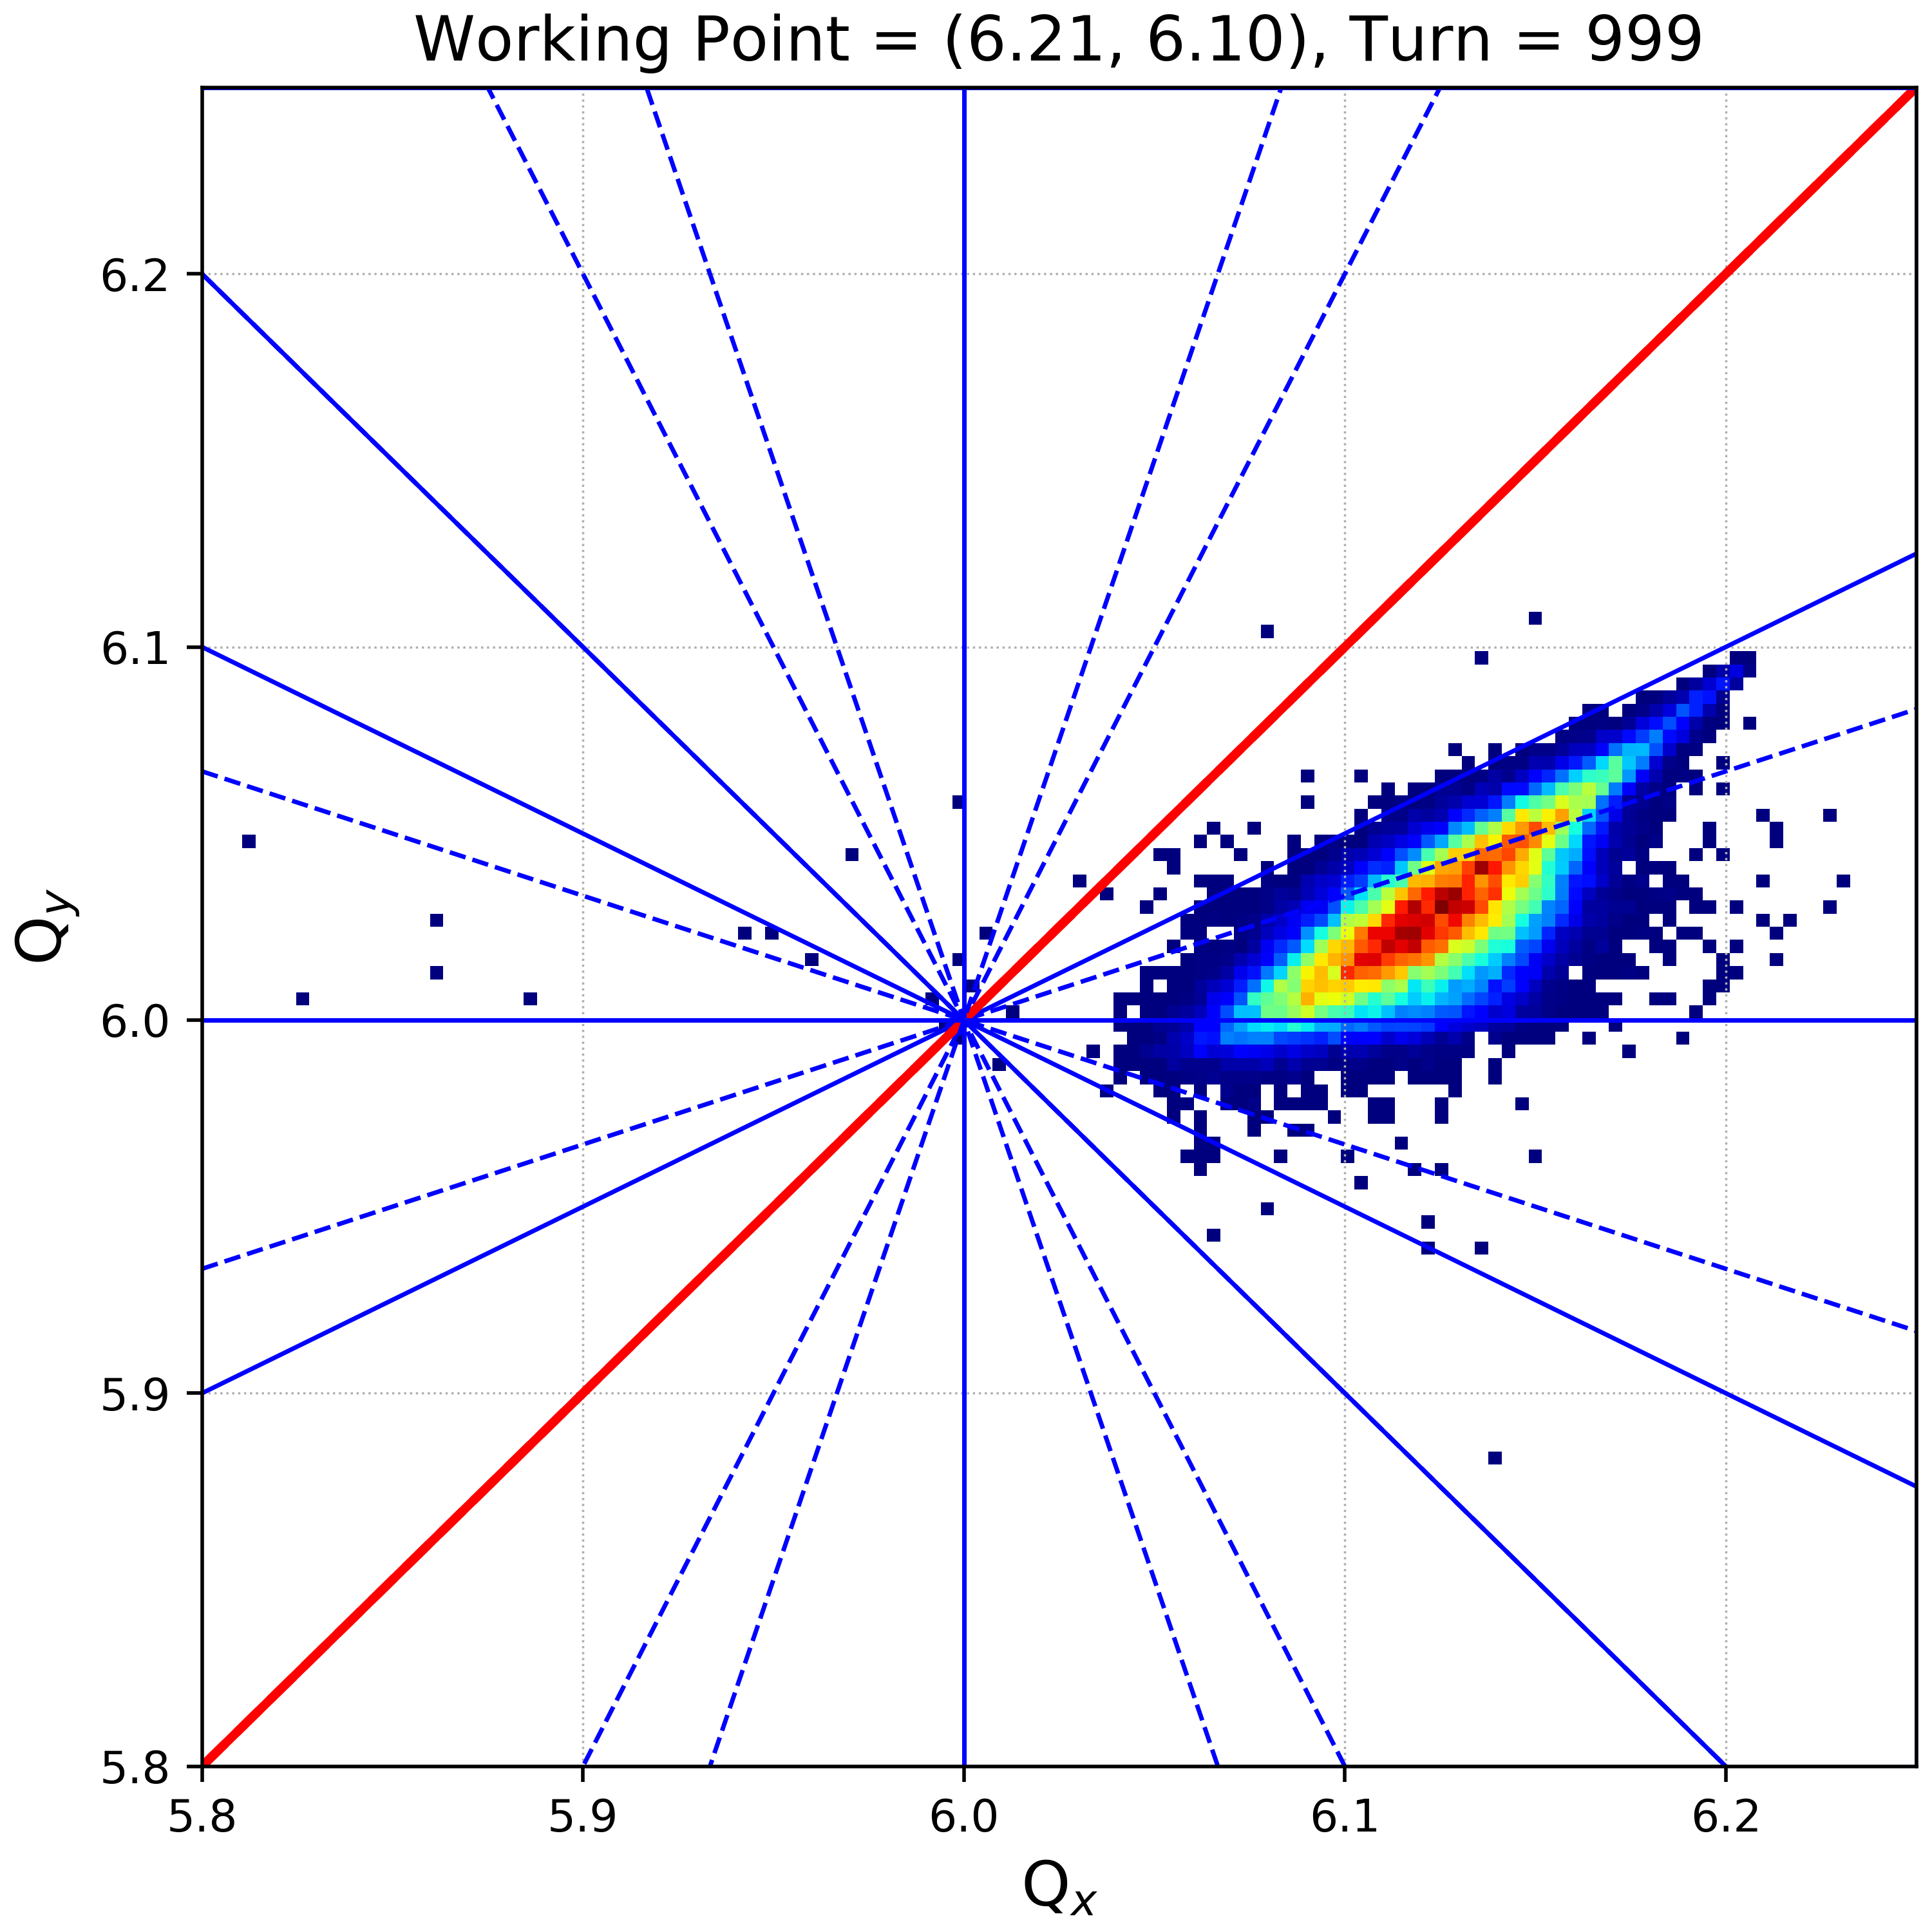 Working Point = (6.21, 6.10), Turn = 999
6.2
6.1
6.0
5.9
5.8
Qy
5.8 5.9 6.0 6.1 6.2
Qx